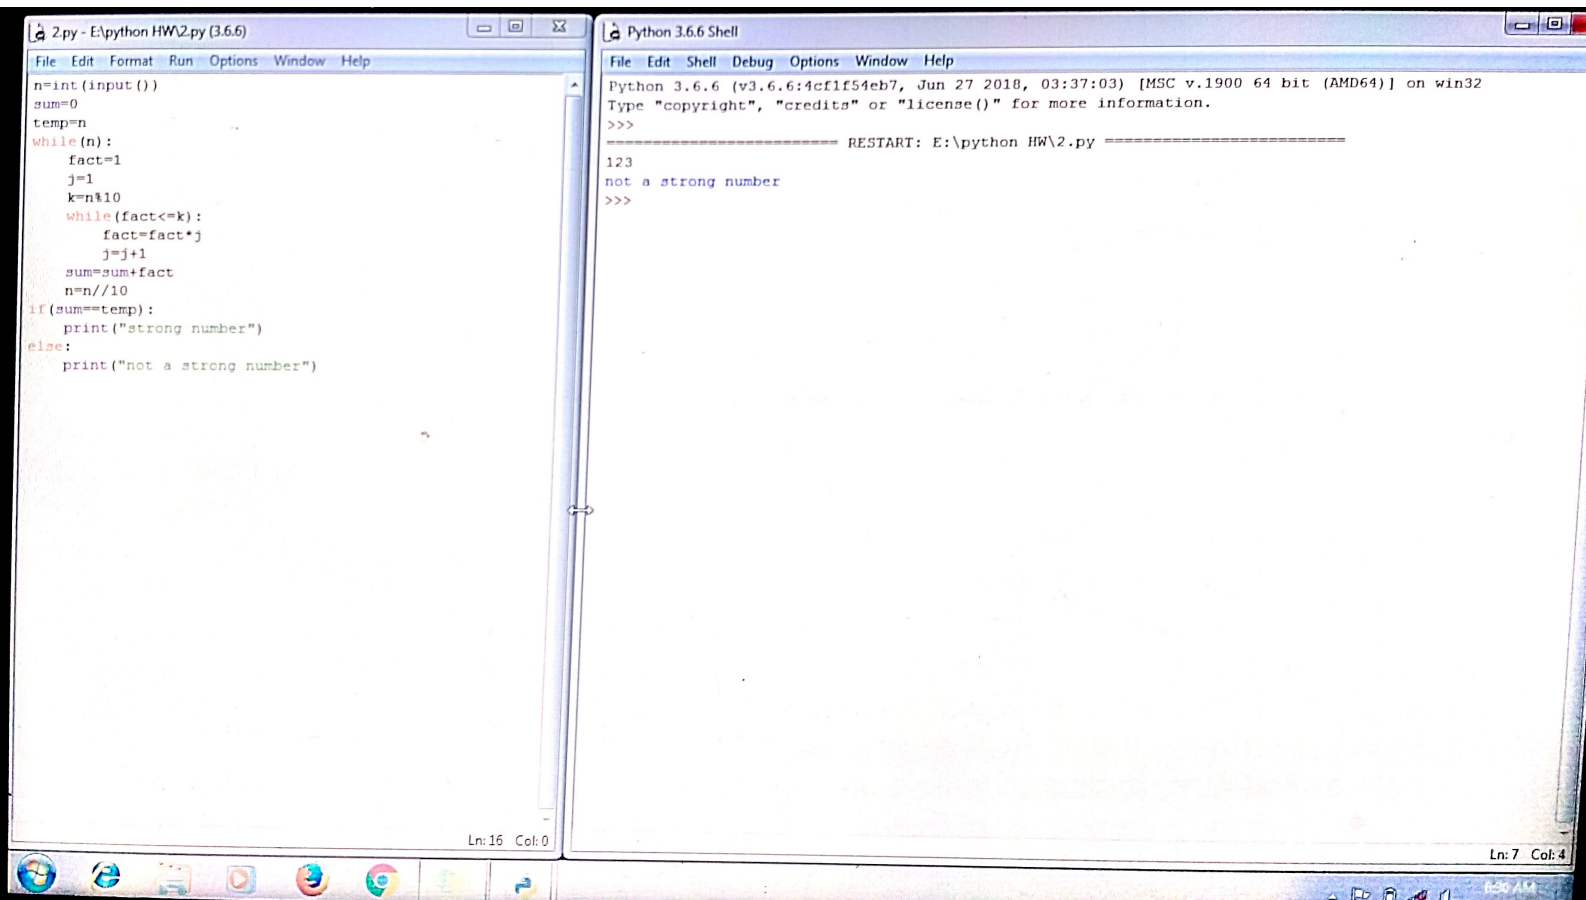 2.py - E:\python HW\2.py (3.6.6)
File Edit Format Run Options Window Help
n=int(input())
sum=0
temp=n
while(n):
    fact=1
    j=1
    k=n%10
    while(fact<=k):
        fact=fact*j
        j=j+1
    sum=sum+fact
    n=n//10
if(sum==temp):
    print("strong number")
else:
    print("not a strong number")
Ln: 16 Col: 0
Python 3.6.6 Shell
File Edit Shell Debug Options Window Help
Python 3.6.6 (v3.6.6:4cf1f54eb7, Jun 27 2018, 03:37:03) [MSC v.1900 64 bit (AMD64)] on win32
Type "copyright", "credits" or "license()" for more information.
>>>
========================= RESTART: E:\python HW\2.py =========================
123
not a strong number
>>>
Ln: 7 Col: 4